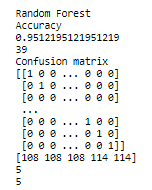 Random Forest
Accuracy
0.9512195121951219
39
Confusion matrix
[[1 0 0 ... 0 0 0]
[0 1 0 ... 0 0 0]
[0 0 0 ... 0 0 0]
...
[0 0 0 ... 1 0 0]
[0 0 0 ... 0 1 0]
[0 0 0 ... 0 0 1]]
[108 108 108 114 114]
5
5